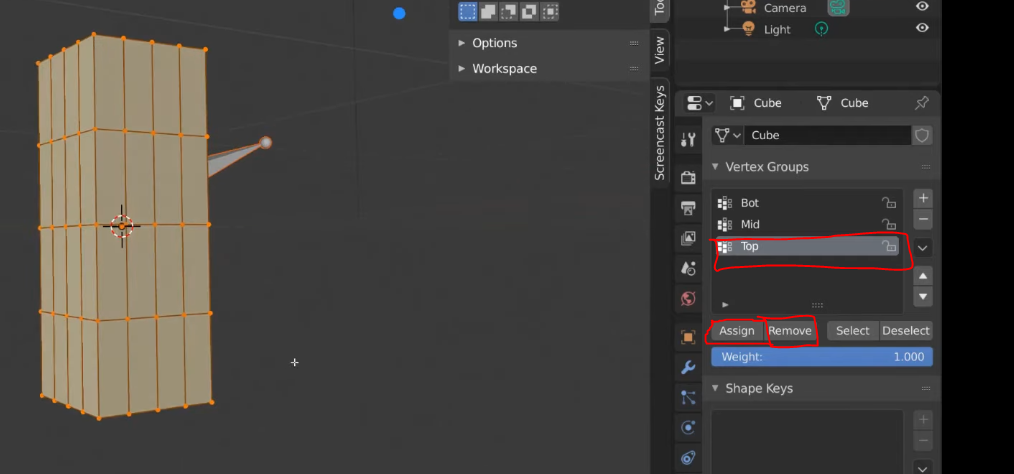 Camera
Light
Options
Workspace
Too
View
Screencast Keys
Cube Cube
Cube
Vertex Groups
Bot
Mid
Top
Assign Remove Select Deselect
Weight: 1.000
Shape Keys